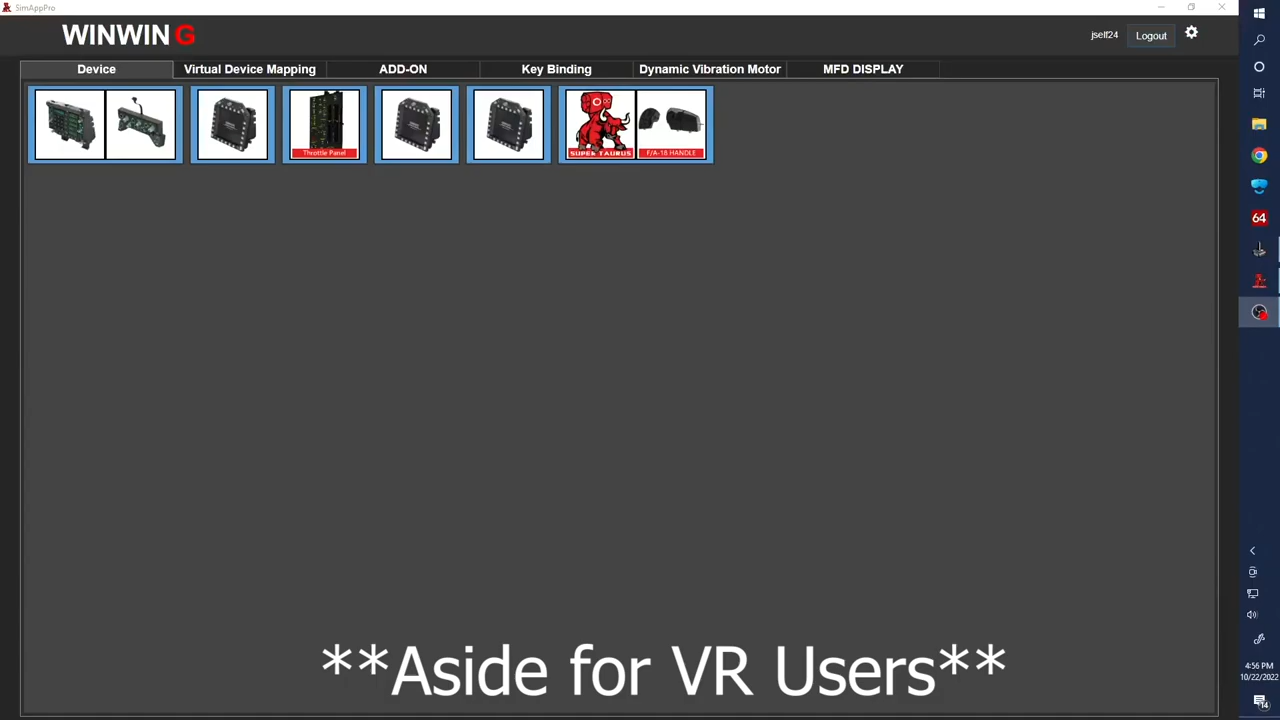 SimAppPro
WINWING
jself24 Logout
Device Virtual Device Mapping ADD-ON Key Binding Dynamic Vibration Motor MFD DISPLAY
Throttle Panel SUPER TAURUS F/A-18 HANDLE
64
**Aside for VR Users**
4:56 PM
10/22/2022
14